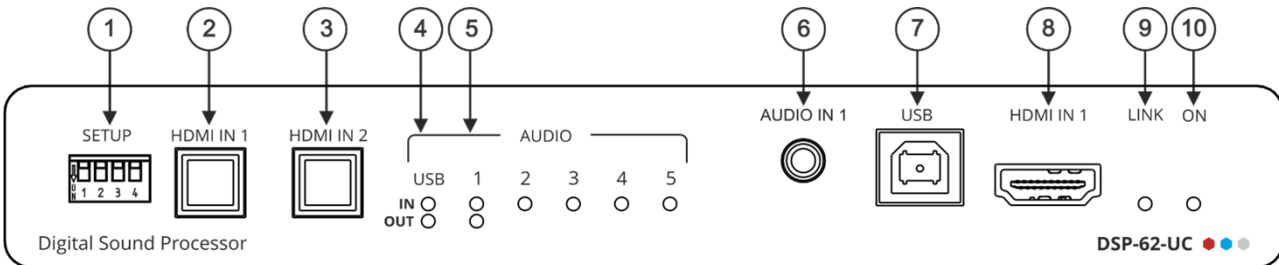 1 2 3 4 5 6 7 8 9 10
SETUP HDMI IN 1 HDMI IN 2 AUDIO AUDIO IN 1 USB HDMI IN 1 LINK ON
USB 1 2 3 4 5
1 2 3 4
IN
OUT
Digital Sound Processor DSP-62-UC